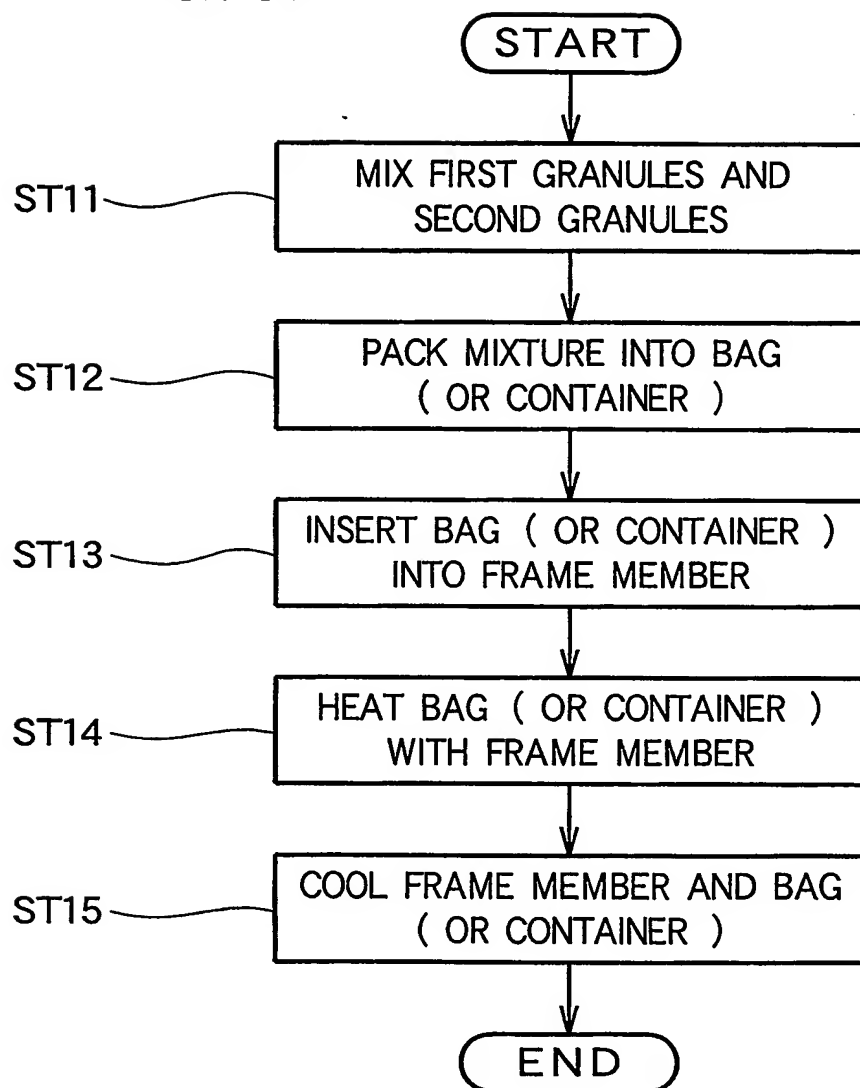 START
ST11
MIX FIRST GRANULES AND
SECOND GRANULES
ST12
PACK MIXTURE INTO BAG
( OR CONTAINER )
ST13
INSERT BAG ( OR CONTAINER )
INTO FRAME MEMBER
ST14
HEAT BAG ( OR CONTAINER )
WITH FRAME MEMBER
ST15
COOL FRAME MEMBER AND BAG
( OR CONTAINER )
END